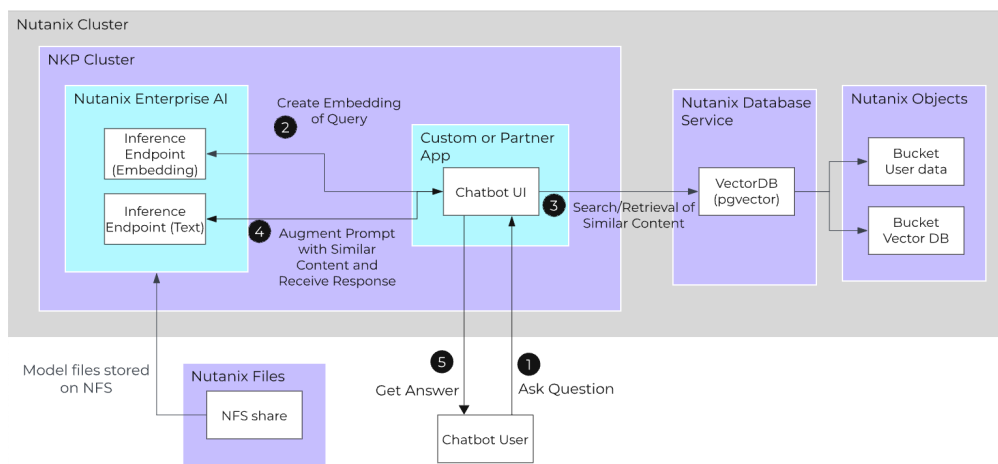 Nutanix Cluster
NKP Cluster
Nutanix Enterprise AI
Inference
Endpoint
(Embedding)
Inference
Endpoint (Text)
Create Embedding
of Query
2
Custom or Partner
App
Chatbot UI
3
Search/Retrieval of
Similar Content
4
Augment Prompt
with Similar
Content and
Receive Response
Nutanix Database
Service
VectorDB
(pgvector)
Nutanix Objects
Bucket
User data
Bucket
Vector DB
Model files stored
on NFS
Nutanix Files
NFS share
5
Get Answer
1
Ask Question
Chatbot User